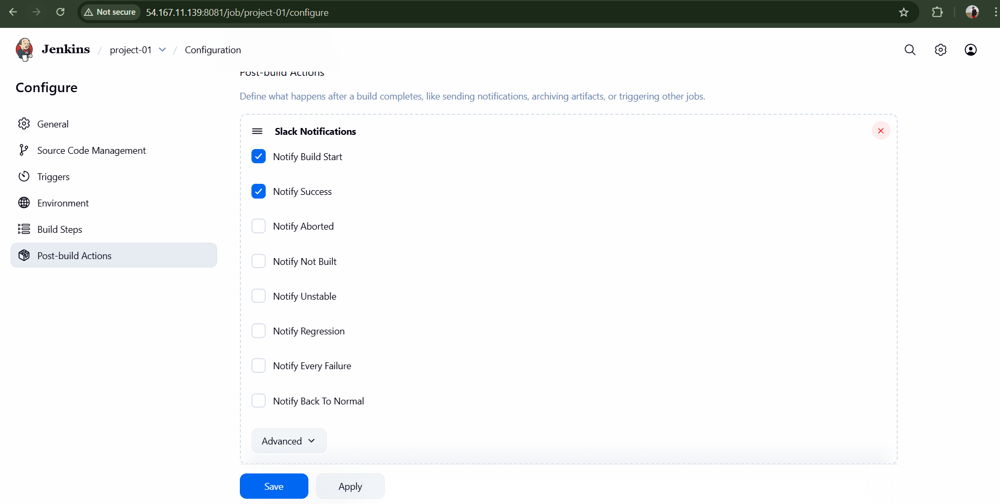 Not secure 54.167.11.139:8081/job/project-01/configure
Jenkins / project-01 / Configuration
Configure
General
Source Code Management
Triggers
Environment
Build Steps
Post-build Actions
Post-build Actions
Define what happens after a build completes, like sending notifications, archiving artifacts, or triggering other jobs.
Slack Notifications
Notify Build Start
Notify Success
Notify Aborted
Notify Not Built
Notify Unstable
Notify Regression
Notify Every Failure
Notify Back To Normal
Advanced
Save Apply